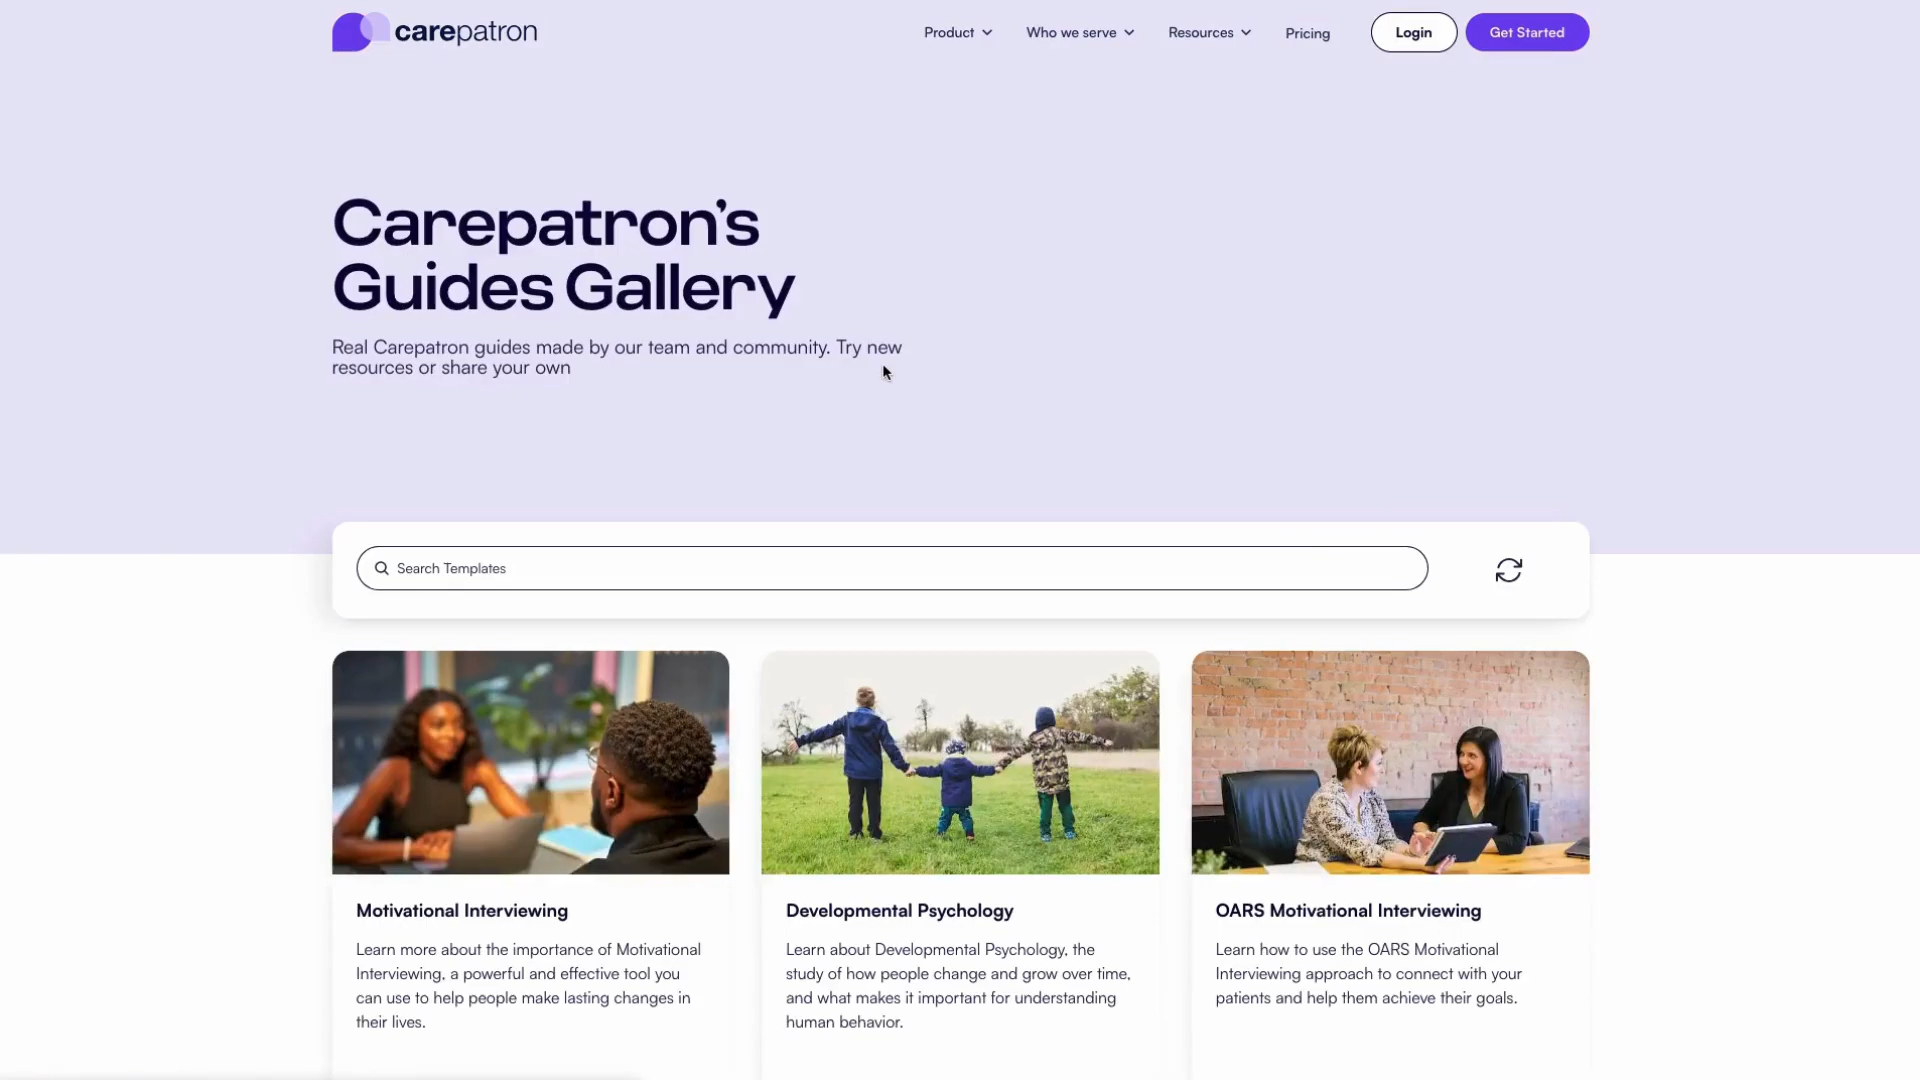 carepatron
Product
Who we serve
Resources
Pricing
Login
Get Started
Carepatron's
Guides Gallery
Real Carepatron guides made by our team and community. Try new
resources or share your own
Search Templates
Motivational Interviewing
Learn more about the importance of Motivational
Interviewing, a powerful and effective tool you
can use to help people make lasting changes in
their lives.
Developmental Psychology
Learn about Developmental Psychology, the
study of how people change and grow over time,
and what makes it important for understanding
human behavior.
OARS Motivational Interviewing
Learn how to use the OARS Motivational
Interviewing approach to connect with your
patients and help them achieve their goals.